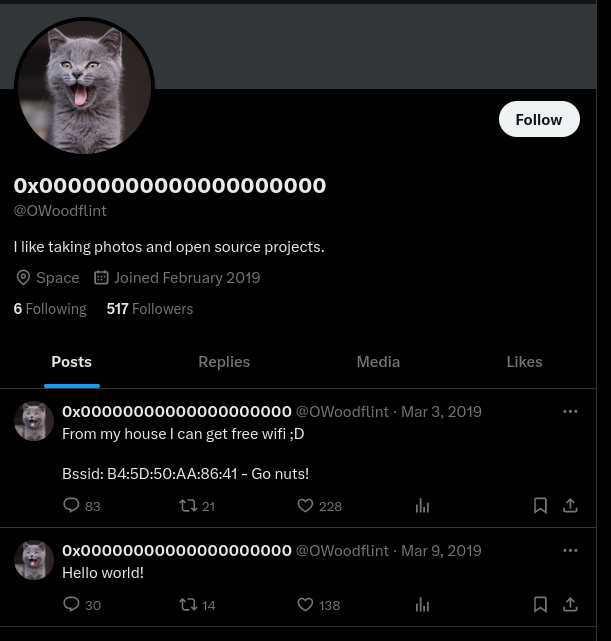 Follow
0x00000000000000000000
@OWoodflint
I like taking photos and open source projects.
Space Joined February 2019
6 Following 517 Followers
Posts Replies Media Likes
0x00000000000000000000 @OWoodflint · Mar 3, 2019
From my house I can get free wifi ;D
Bssid: B4:5D:50:AA:86:41 - Go nuts!
83 21 228
0x00000000000000000000 @OWoodflint · Mar 9, 2019
Hello world!
30 14 138